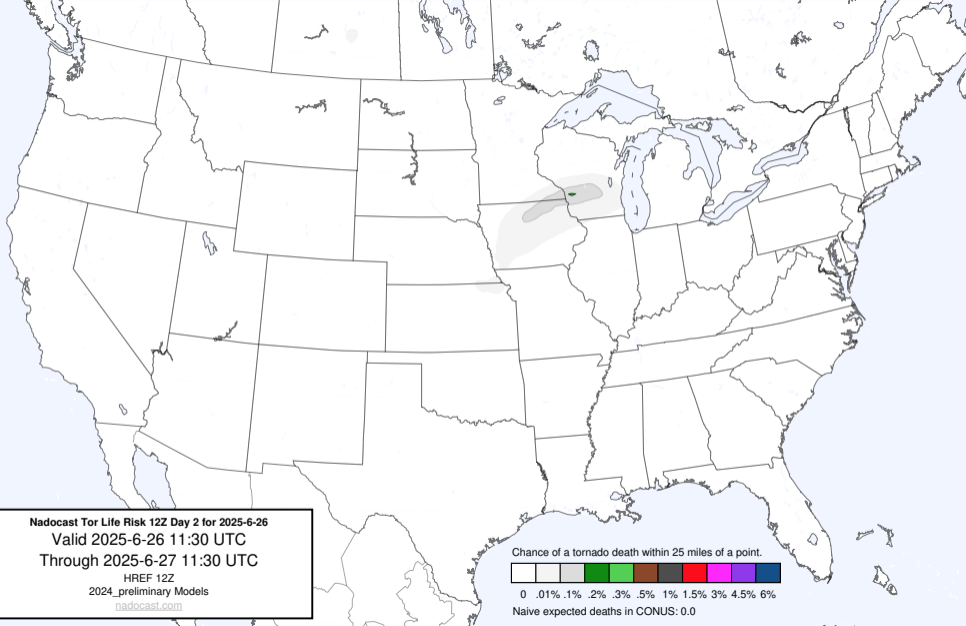 Nadocast Tor Life Risk 12Z Day 2 for 2025-6-26
Valid 2025-6-26 11:30 UTC
Through 2025-6-27 11:30 UTC
HREF 12Z
2024_preliminary Models
nadocast.com
Chance of a tornado death within 25 miles of a point.
0 .01% .1% .2% .3% .5% 1% 1.5% 3% 4.5% 6%
Naive expected deaths in CONUS: 0.0